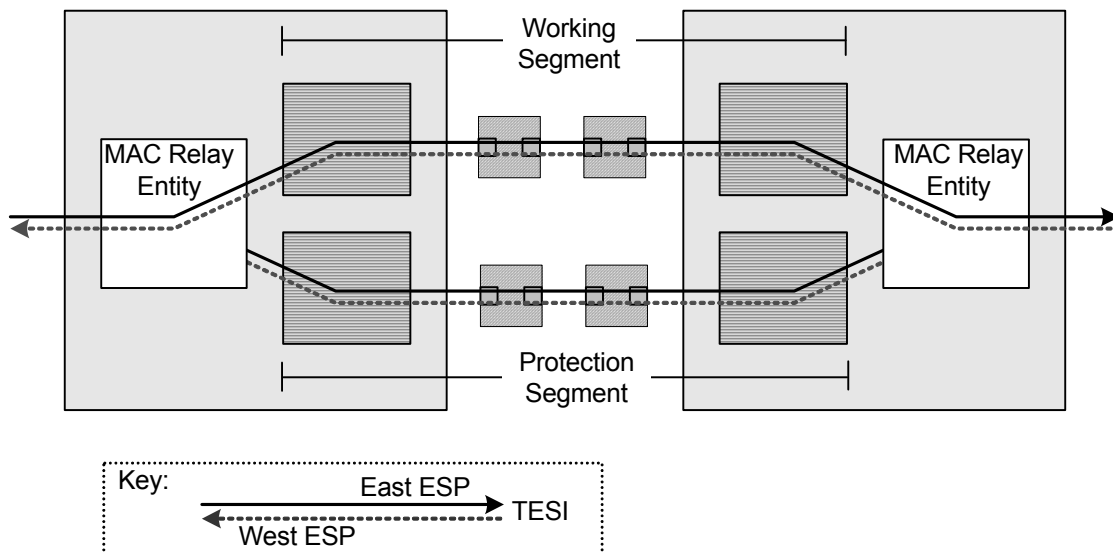 Working
Segment
MAC Relay
Entity
MAC Relay
Entity
Protection
Segment
Key:
East ESP
TESI
West ESP